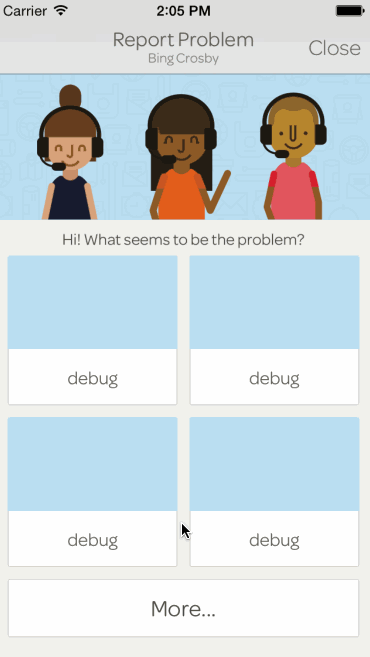 Carrier 2:05 PM
Report Problem
Bing Crosby
Close
Hi! What seems to be the problem?
debug debug
debug debug
More...